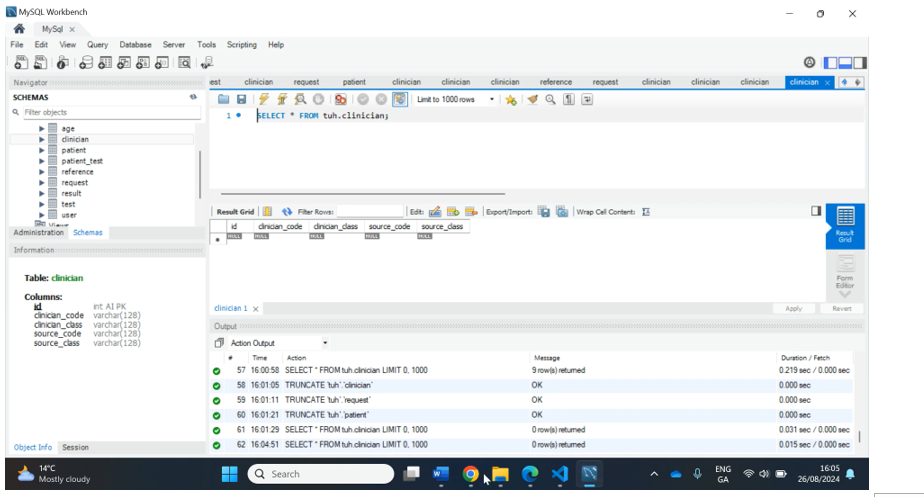 MySQL Workbench
MySql ×
File Edit View Query Database Server Tools Scripting Help
Navigator
est clinician request patient clinician clinician clinician reference request clinician clinician clinician clinician ×
SCHEMAS
Filter objects
Limit to 1000 rows
1 SELECT * FROM tuh.clinician;
age
clinician
patient
patient_test
reference
request
result
test
user
Views
Administration Schemas
Information
Table: clinician
Columns:
id int AI PK
clinician_code varchar(128)
clinician_class varchar(128)
source_code varchar(128)
source_class varchar(128)
Object Info Session
Result Grid Filter Rows: Edit: Export/Import: Wrap Cell Content:
id clinician_code clinician_class source_code source_class
NULL NULL NULL NULL NULL
Result Grid
Form Editor
clinician 1 × Apply Revert
Output
Action Output
# Time Action Message Duration / Fetch
57 16:00:58 SELECT * FROM tuh.clinician LIMIT 0, 1000 9 row(s) returned 0.219 sec / 0.000 sec
58 16:01:05 TRUNCATE `tuh`.`clinician` OK 0.000 sec
59 16:01:11 TRUNCATE `tuh`.`request` OK 0.000 sec
60 16:01:21 TRUNCATE `tuh`.`patient` OK 0.000 sec
61 16:01:29 SELECT * FROM tuh.clinician LIMIT 0, 1000 0 row(s) returned 0.031 sec / 0.000 sec
62 16:04:51 SELECT * FROM tuh.clinician LIMIT 0, 1000 0 row(s) returned 0.015 sec / 0.000 sec
14°C
Mostly cloudy
Search
ENG
GA
16:05
26/08/2024